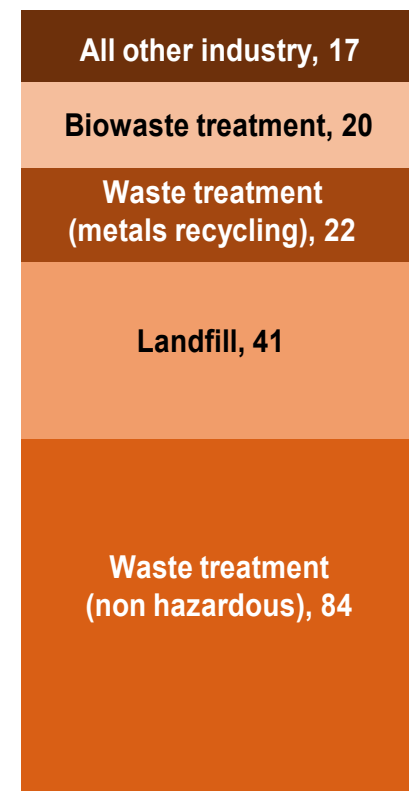 All other industry, 17
Biowaste treatment, 20
Waste treatment
(metals recycling), 22
Landfill, 41
Waste treatment
(non hazardous), 84